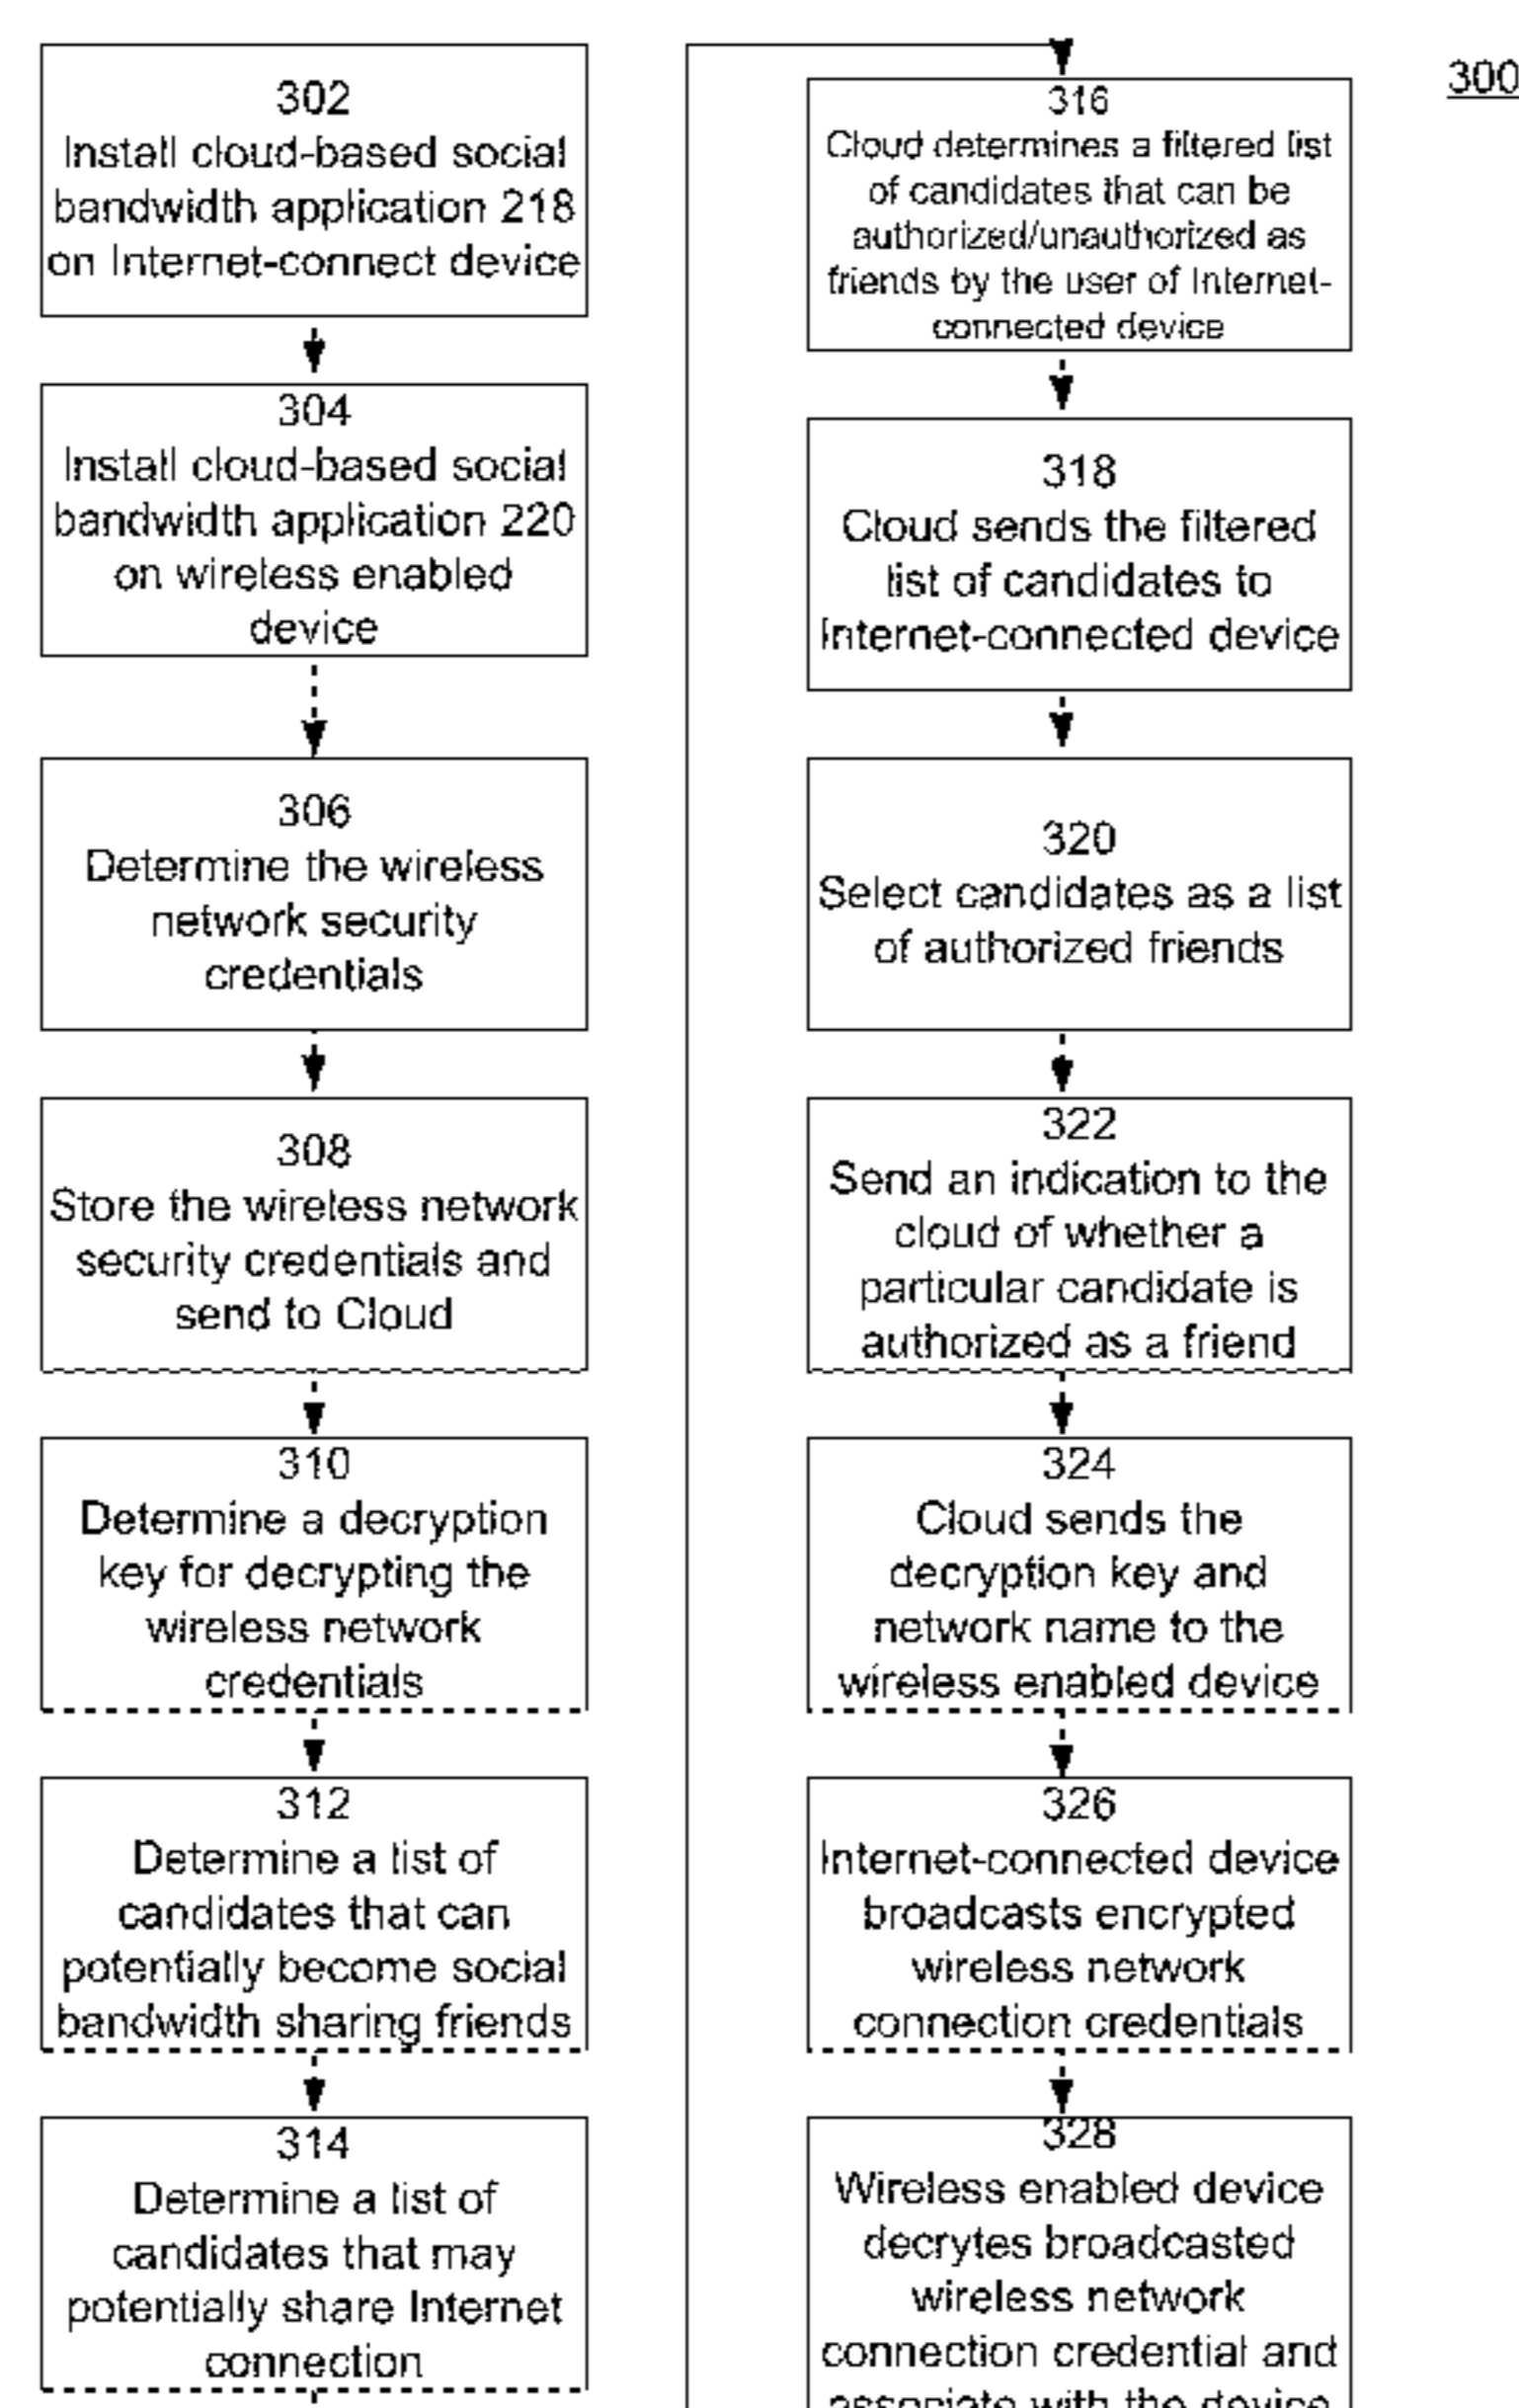 302
Install cloud-based social
bandwidth application 218
on Internet-connect device
304
Install cloud-based social
bandwidth application 220
on wireless enabled
device
306
Determine the wireless
network security
credentials
308
Store the wireless network
security credentials and
send to Cloud
310
Determine a decryption
key for decrypting the
wireless network
credentials
312
Determine a list of
candidates that can
potentially become social
bandwidth sharing friends
314
Determine a list of
candidates that may
potentially share Internet
connection
316
Cloud determines a filtered list
of candidates that can be
authorized/unauthorized as
friends by the user of Internet-
connected device
318
Cloud sends the filtered
list of candidates to
Internet-connected device
320
Select candidates as a list
of authorized friends
322
Send an indication to the
cloud of whether a
particular candidate is
authorized as a friend
324
Cloud sends the
decryption key and
network name to the
wireless enabled device
326
Internet-connected device
broadcasts encrypted
wireless network
connection credentials
328
Wireless enabled device
decrytes broadcasted
wireless network
connection credential and
associate with the device
300